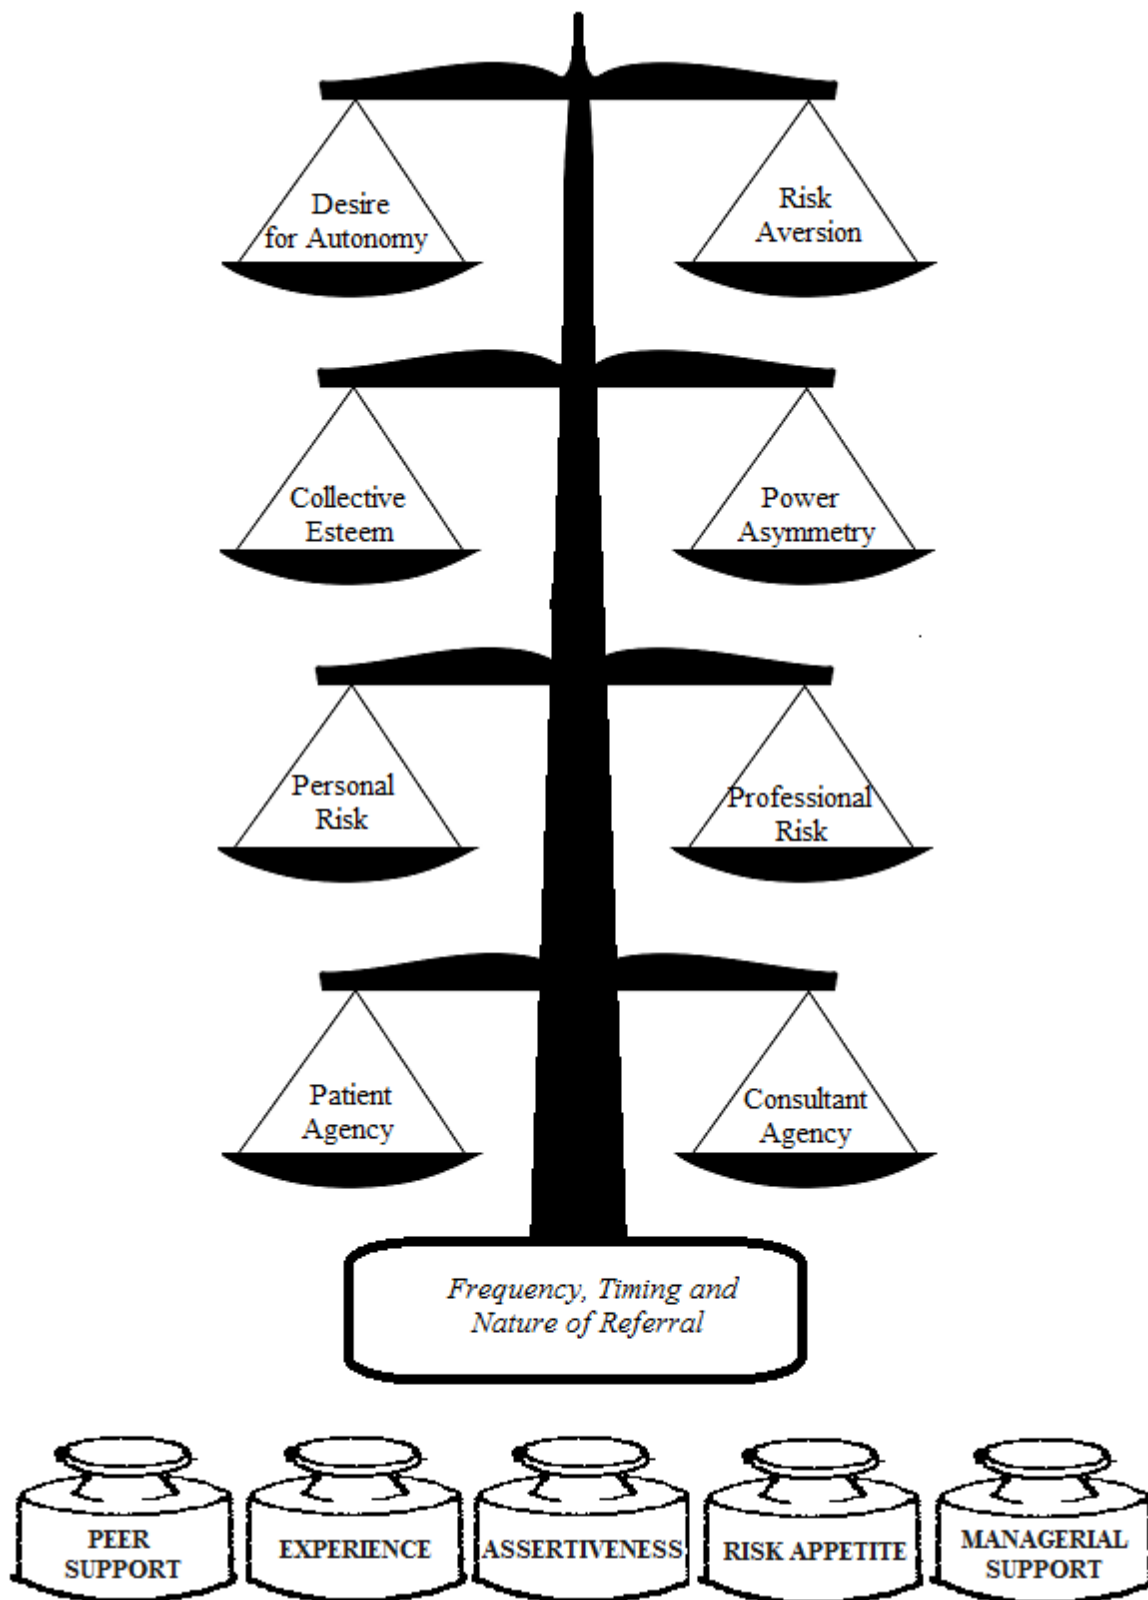 Desire
for Autonomy
Risk
Aversion
Collective
Esteem
Power
Asymmetry
Personal
Risk
Professional
Risk
Patient
Agency
Consultant
Agency
Frequency, Timing and
Nature of Referral
PEER
SUPPORT
EXPERIENCE
ASSERTIVENESS
RISK APPETITE
MANAGERIAL
SUPPORT